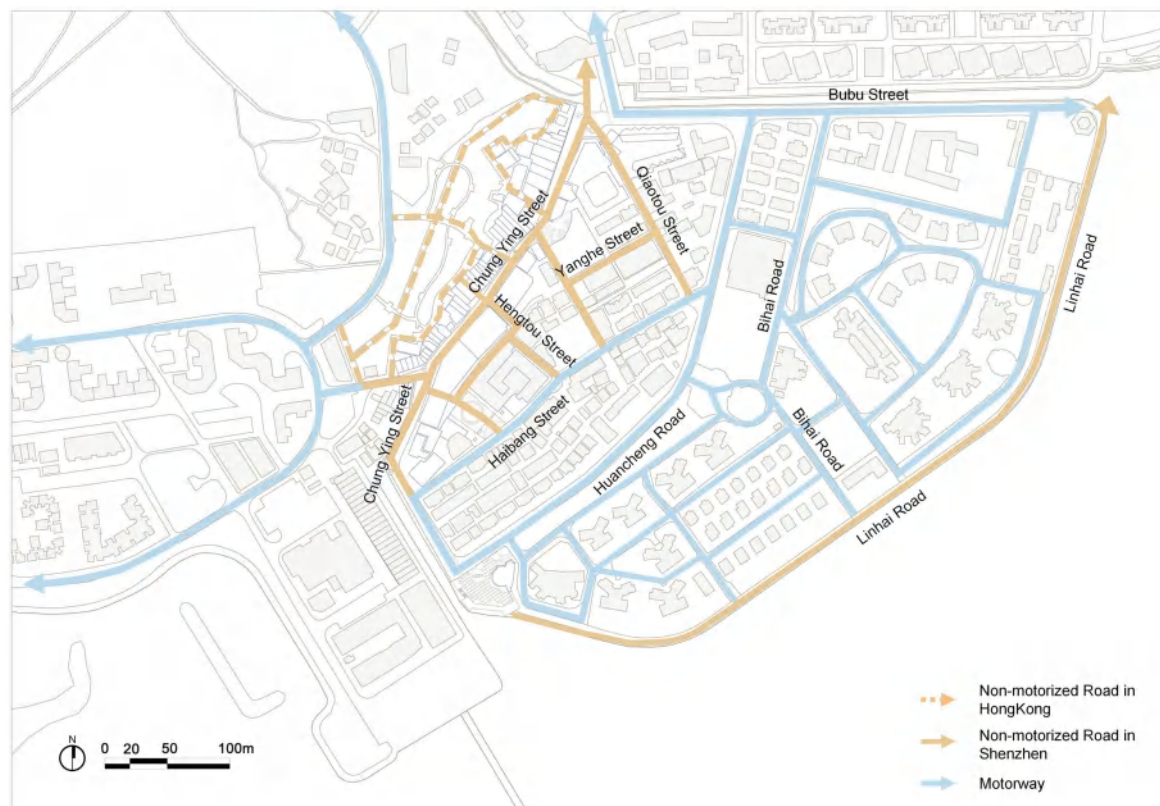 Bubu Street
Qiaotou Street
Chung Ying Street
Yanghe Street
Linhai Road
Bihai Road
Hengtou Street
Chung Ying Street
Haibang Street
Huancheng Road
Bihai Road
Linhai Road
Non-motorized Road in
HongKong
Non-motorized Road in
Shenzhen
Motorway
N
0 20 50 100m